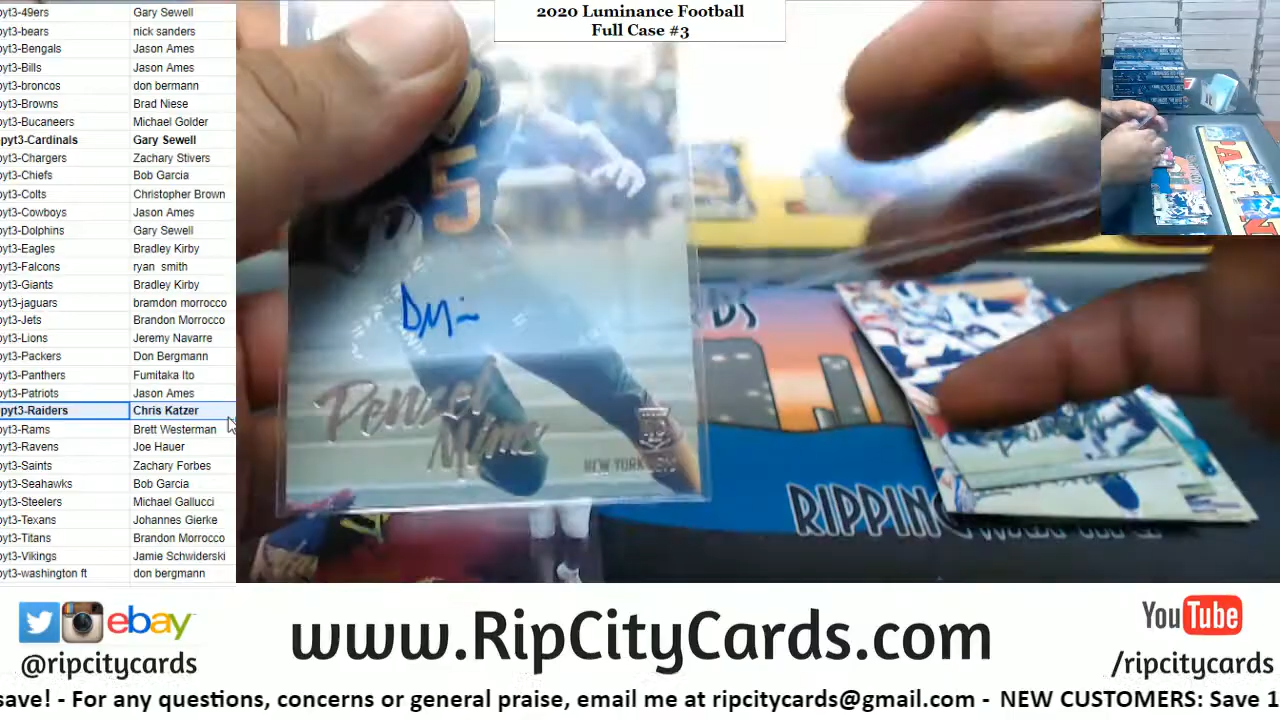 pyt3-49ers Gary Sewell
pyt3-bears nick sanders
pyt3-Bengals Jason Ames
pyt3-Bills Jason Ames
pyt3-broncos don bermann
pyt3-Browns Brad Niese
pyt3-Bucaneers Michael Golder
pyt3-Cardinals Gary Sewell
pyt3-Chargers Zachary Stivers
pyt3-Chiefs Bob Garcia
pyt3-Colts Christopher Brown
pyt3-Cowboys Jason Ames
pyt3-Dolphins Gary Sewell
pyt3-Eagles Bradley Kirby
pyt3-Falcons ryan smith
pyt3-Giants Bradley Kirby
pyt3-jaguars bramdon morrocco
pyt3-Jets Brandon Morrocco
pyt3-Lions Jeremy Navarre
pyt3-Packers Don Bergmann
pyt3-Panthers Fumitaka Ito
pyt3-Patriots Jason Ames
pyt3-Raiders Chris Katzer
pyt3-Rams Brett Westerman
pyt3-Ravens Joe Hauer
pyt3-Saints Zachary Forbes
pyt3-Seahawks Bob Garcia
pyt3-Steelers Michael Gallucci
pyt3-Texans Johannes Gierke
pyt3-Titans Brandon Morrocco
pyt3-Vikings Jamie Schwiderski
pyt3-washington ft don bergmann
2020 Luminance Football
Full Case #3
5
Denzel
Mims
NEW YORK JETS
RIPPING
ebay
@ripcitycards
www.RipCityCards.com
YouTube
/ripcitycards
save! - For any questions, concerns or general praise, email me at ripcitycards@gmail.com - NEW CUSTOMERS: Save 1